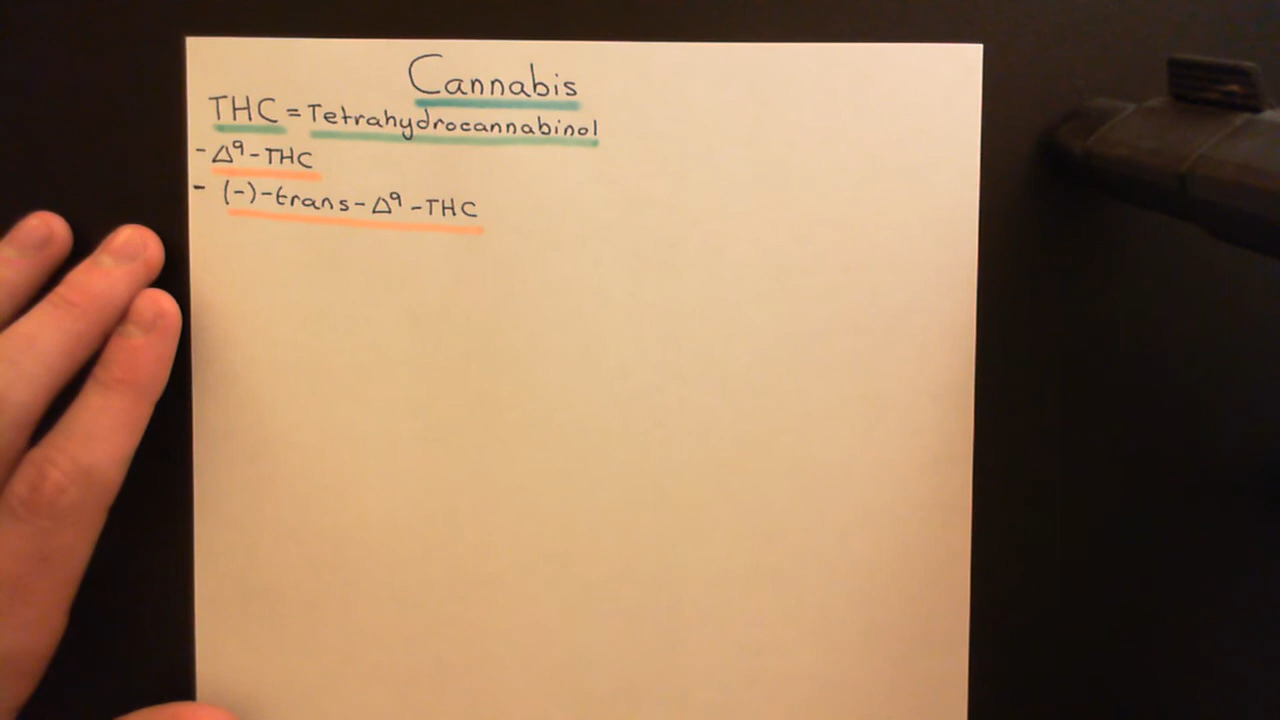 Cannabis
THC = Tetrahydrocannabinol
- Δ⁹-THC
- (-)-trans-Δ⁹-THC